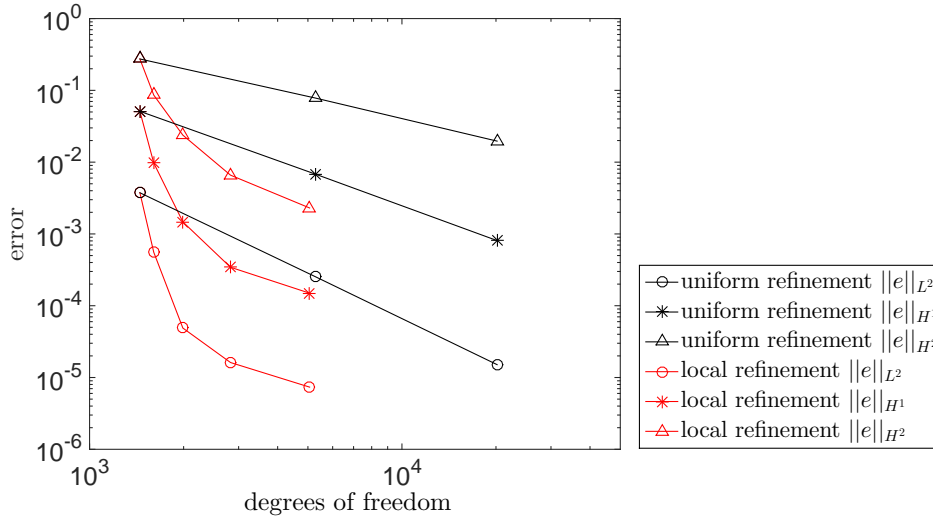 10^0
10^-1
10^-2
10^-3
10^-4
10^-5
10^-6
error
10^3
10^4
degrees of freedom
uniform refinement ||e||_{L^2}
uniform refinement ||e||_{H
uniform refinement ||e||_{H
local refinement ||e||_{L^2}
local refinement ||e||_{H^1}
local refinement ||e||_{H^2}